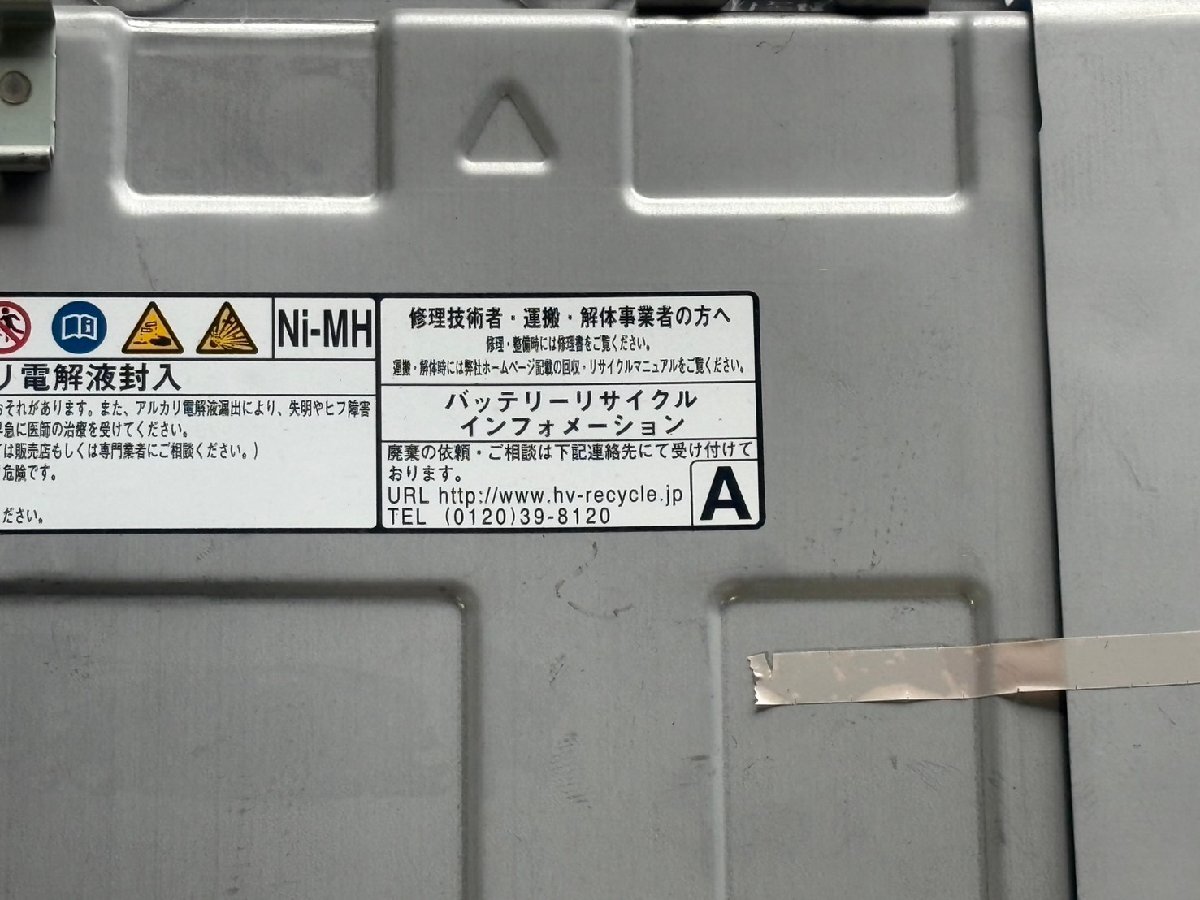 Ni-MH
リ電解液封入
おそれがあります。また、アルカリ電解液漏出により、失明やヒフ障害
早急に医師の治療を受けてください。
ては販売店もしくは専門業者にご相談ください。)
危険です。
ださい。
修理技術者・運搬・解体事業者の方へ
修理・整備時には修理書をご覧ください。
運搬・解体時には弊社ホームページ記載の回収・リサイクルマニュアルをご覧ください。
バッテリーリサイクル
インフォメーション
廃棄の依頼・ご相談は下記連絡先にて受け付けて
おります。
URL http://www.hv-recycle.jp
TEL (0120)39-8120
A